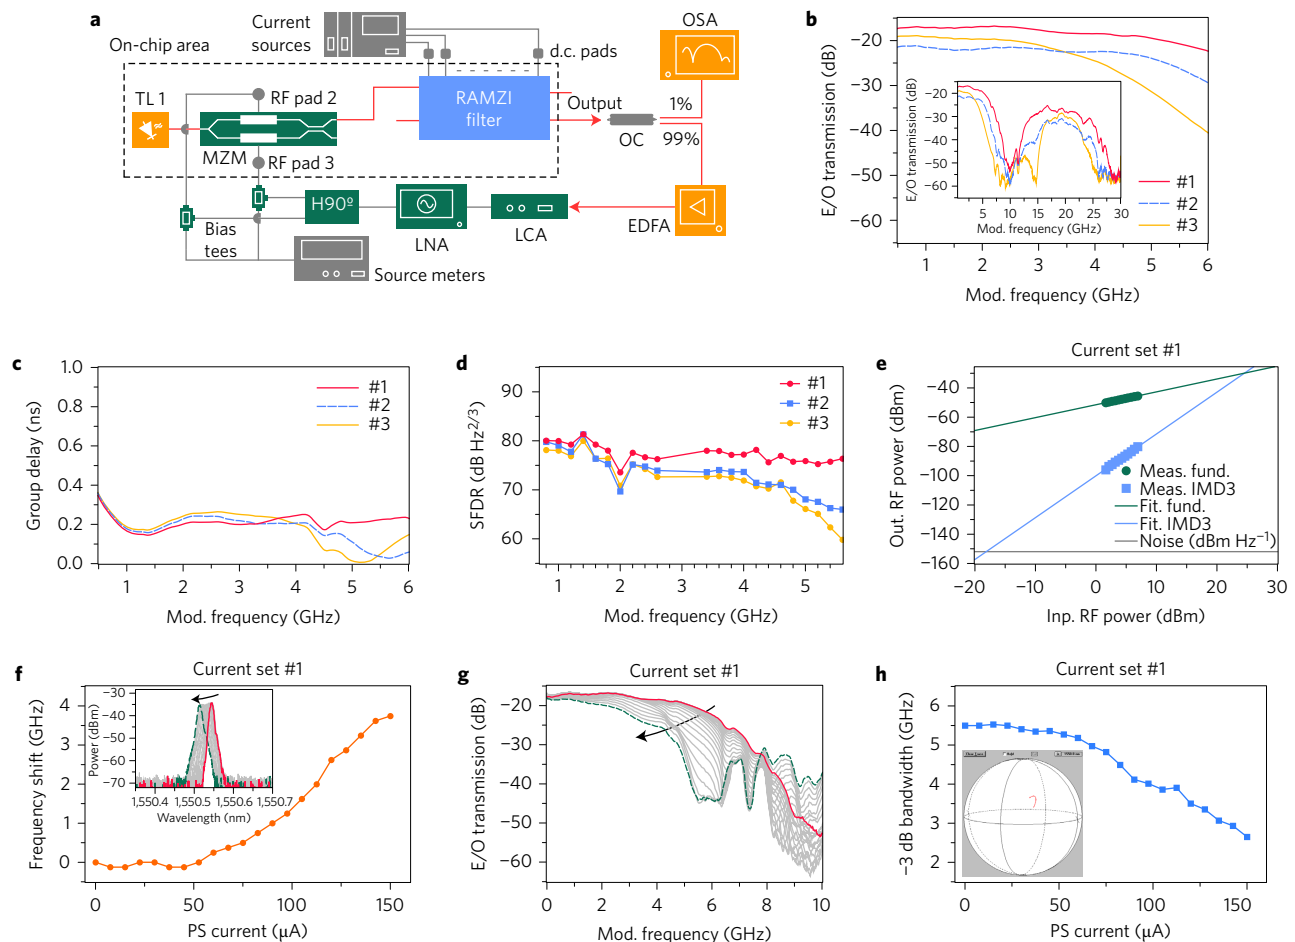 a
On-chip area
Current
sources
d.c. pads
OSA
TL 1
RF pad 2
RAMZI
filter
Output
1%
OC
99%
MZM
RF pad 3
H90º
LNA
LCA
EDFA
Bias
tees
Source meters
b
E/O transmission (dB)
−20
−30
−40
−50
−60
E/O transmission (dB)
−20
−30
−40
−50
−60
5 10 15 20 25 30
Mod. frequency (GHz)
#1
#2
#3
1 2 3 4 5 6
Mod. frequency (GHz)
c
Group delay (ns)
1.0
0.8
0.6
0.4
0.2
0.0
#1
#2
#3
1 2 3 4 5 6
Mod. frequency (GHz)
d
SFDR (dB Hz2/3)
90
80
70
60
#1
#2
#3
1 2 3 4 5
Mod. frequency (GHz)
e
Current set #1
Out. RF power (dBm)
−40
−60
−80
−100
−120
−140
−160
Meas. fund.
Meas. IMD3
Fit. fund.
Fit. IMD3
Noise (dBm Hz−1)
−20 −10 0 10 20 30
Inp. RF power (dBm)
f
Current set #1
Frequency shift (GHz)
4
3
2
1
0
Power (dBm)
−30
−40
−50
−60
−70
1,550.4 1,550.5 1,550.6 1,550.7
Wavelength (nm)
0 50 100 150
PS current (μA)
g
Current set #1
E/O transmission (dB)
−20
−30
−40
−50
−60
0 2 4 6 8 10
Mod. frequency (GHz)
h
Current set #1
−3 dB bandwidth (GHz)
6
5
4
3
2
0 50 100 150
PS current (μA)